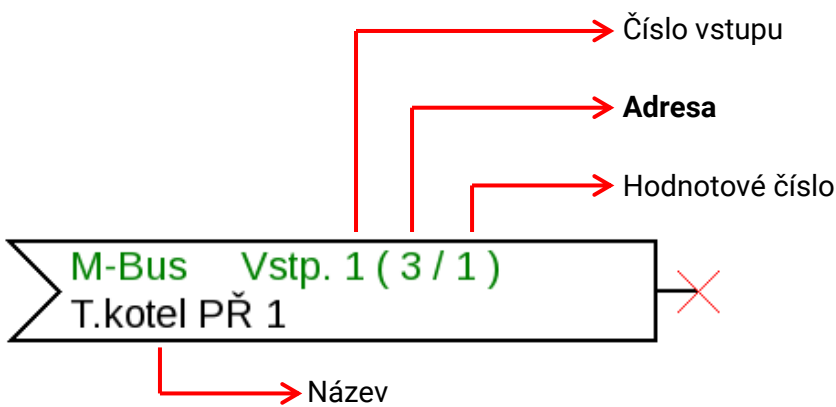 Číslo vstupu
Adresa
Hodnotové číslo
M-Bus Vstp. 1 ( 3 / 1 )
T.kotel PŘ 1
Název